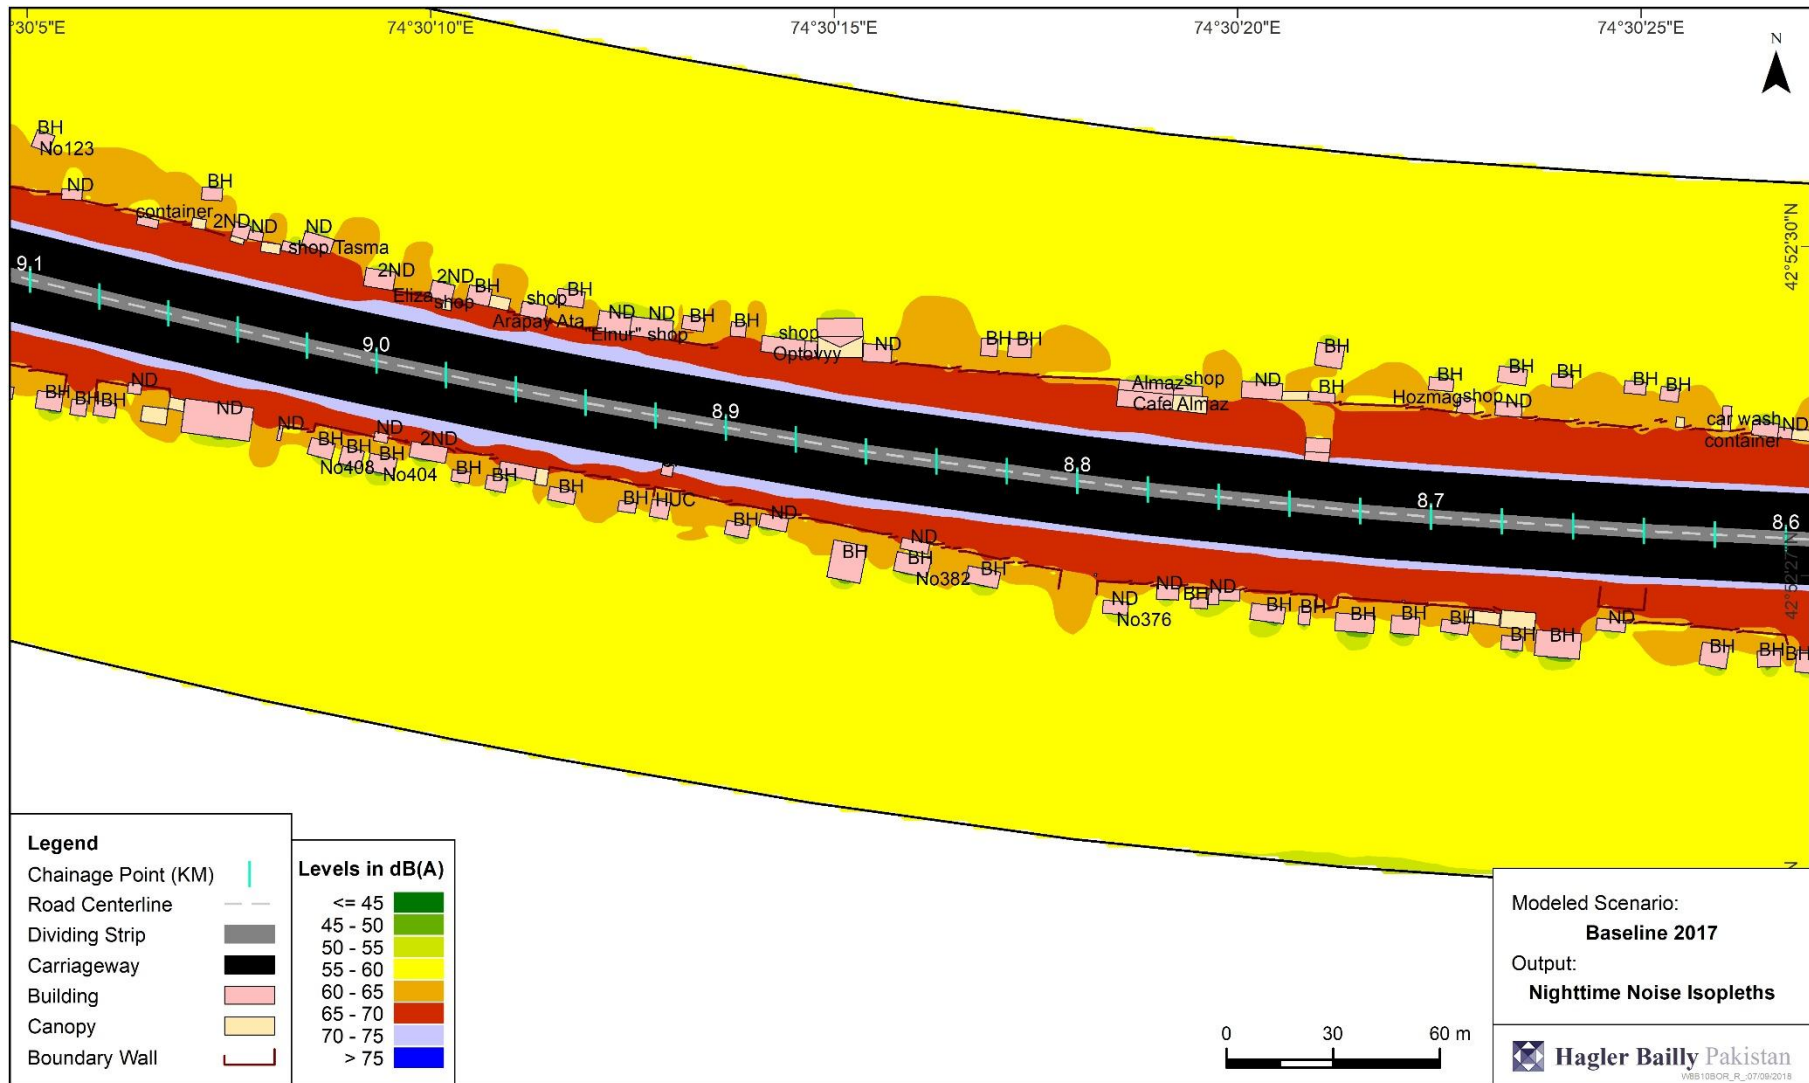 °30'5"E
74°30'10"E
74°30'15"E
74°30'20"E
74°30'25"E
N
BH
No123
ND
BH
container
2ND
ND
ND
shop Tasma
42°52'30"N
9.1
2ND
2ND
BH
Eliza
shop
shop
BH
Arapay Ata
ND
ND
"Elnur" shop
BH
BH
shop
Optovyy
ND
BH
BH
BH
9.0
Almaz
shop
Cafe Almaz
ND
BH
BH
Hozmag
shop
ND
BH
BH
BH
BH
car wash
container
ND
BH
BH
BH
ND
ND
ND
BH
BH
No408
ND
BH
No404
2ND
BH
BH
8.9
8.8
8.7
8.6
BH
BH
HUC
BH
ND
BH
ND
BH
No382
BH
42°52'27"N
ND
No376
ND
BH
ND
BH
BH
BH
BH
BH
BH
BH
ND
BH
BH
BH
N
Legend
Chainage Point (KM)
Road Centerline
Dividing Strip
Carriageway
Building
Canopy
Boundary Wall
Levels in dB(A)
<= 45
45 - 50
50 - 55
55 - 60
60 - 65
65 - 70
70 - 75
> 75
0 30 60 m
Modeled Scenario:
Baseline 2017
Output:
Nighttime Noise Isopleths
Hagler Bailly Pakistan